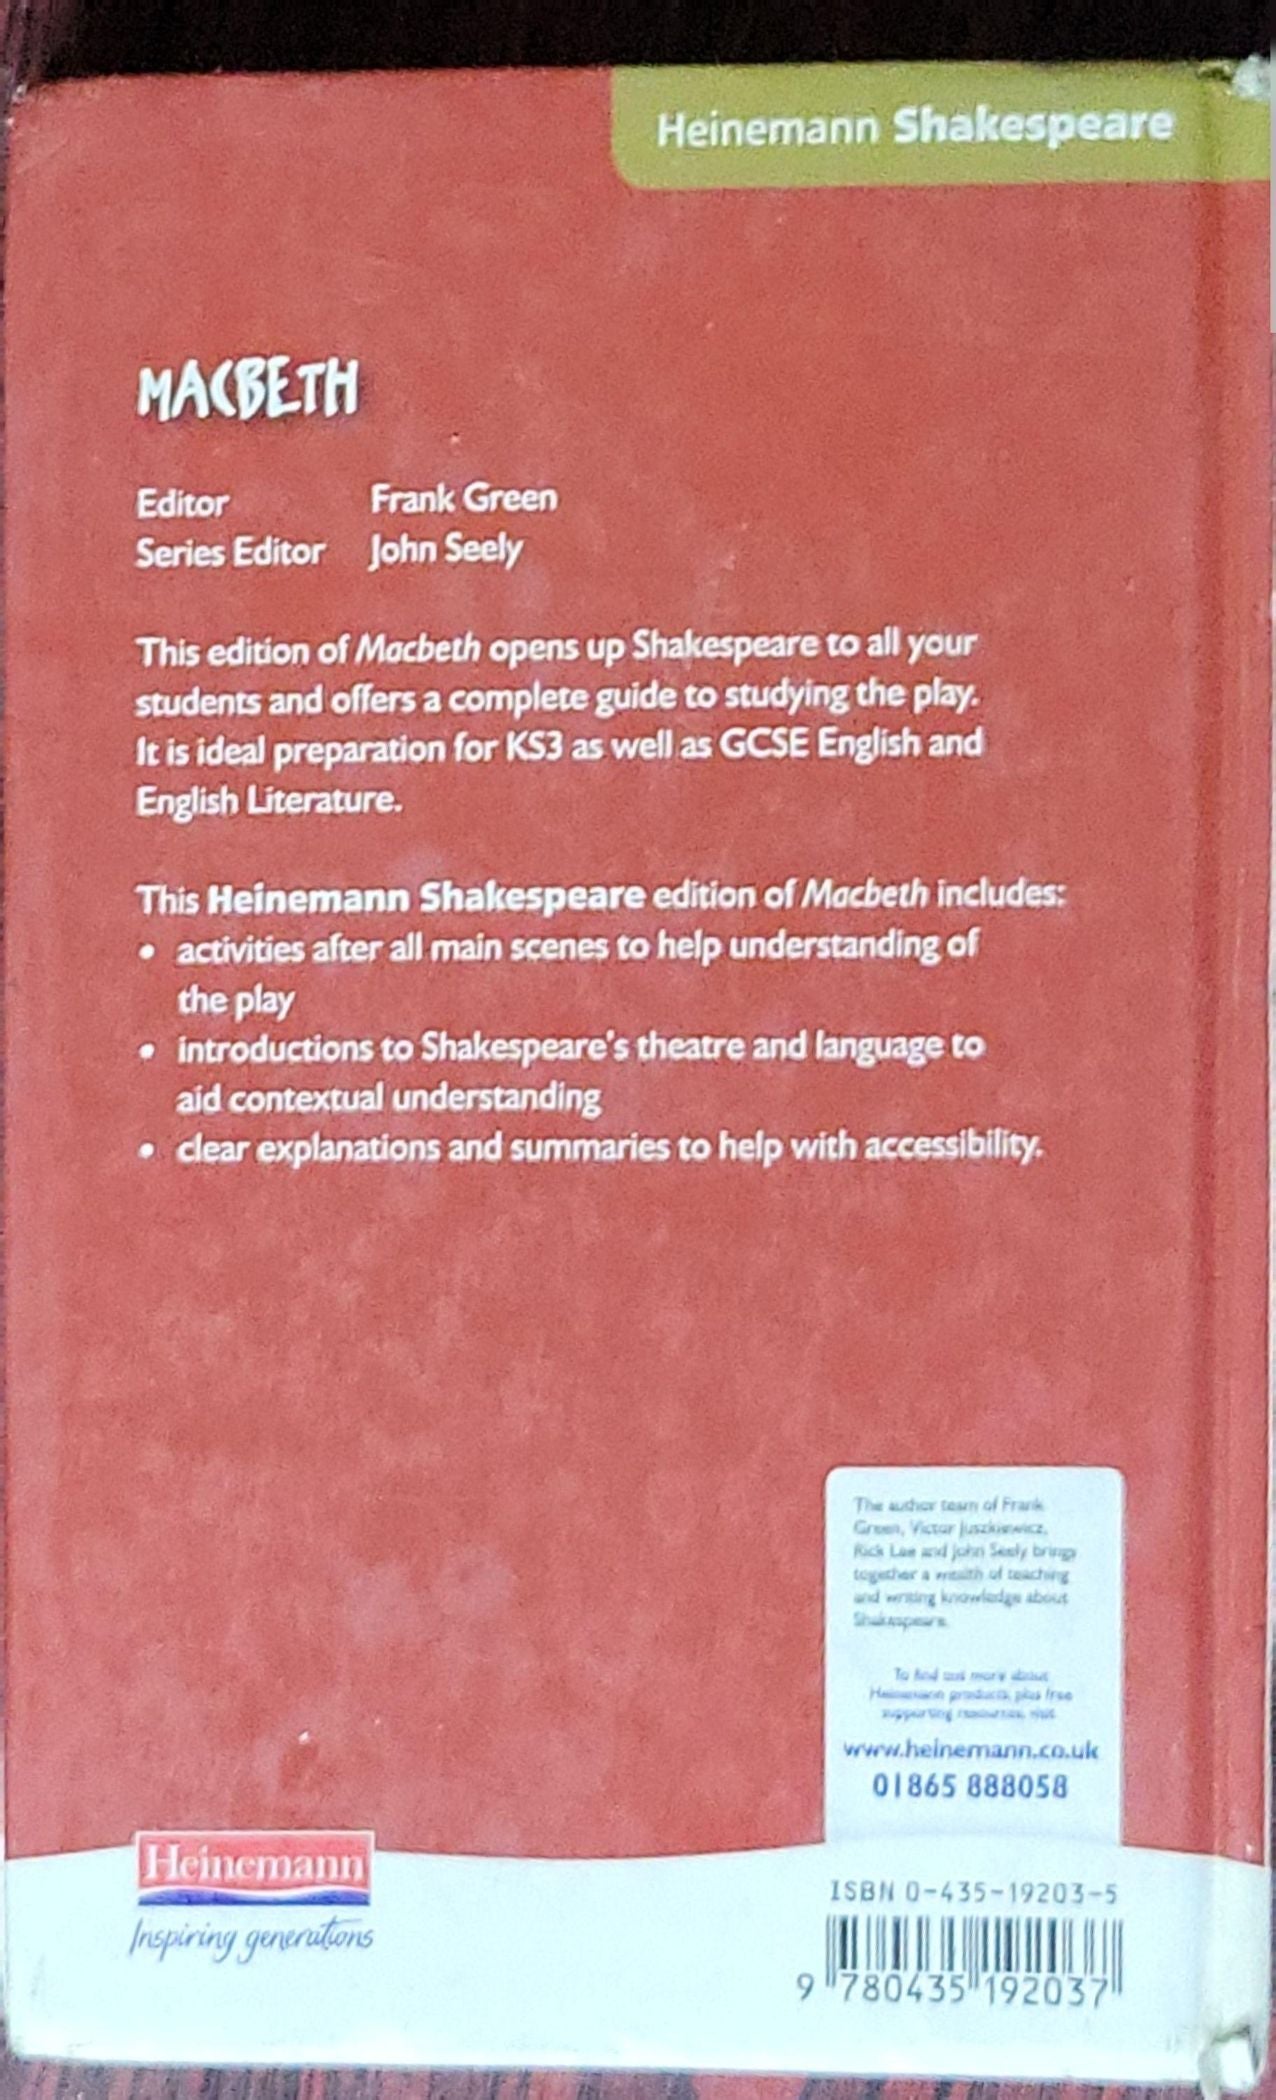 Heinemann Shakespeare
MACBETH
Editor Frank Green
Series Editor John Seely
This edition of Macbeth opens up Shakespeare to all your
students and offers a complete guide to studying the play.
It is ideal preparation for KS3 as well as GCSE English and
English Literature.
This Heinemann Shakespeare edition of Macbeth includes:
• activities after all main scenes to help understanding of
the play
• introductions to Shakespeare's theatre and language to
aid contextual understanding
• clear explanations and summaries to help with accessibility.
The author team of Frank
Green, Victor Juszkiewicz,
Rick Lee and John Seely brings
together a wealth of teaching
and writing knowledge about
Shakespeare.
To find out more about
Heinemann products, plus free
supporting resources, visit
www.heinemann.co.uk
01865 888058
Heinemann
Inspiring generations
ISBN 0-435-19203-5
9 780435 192037